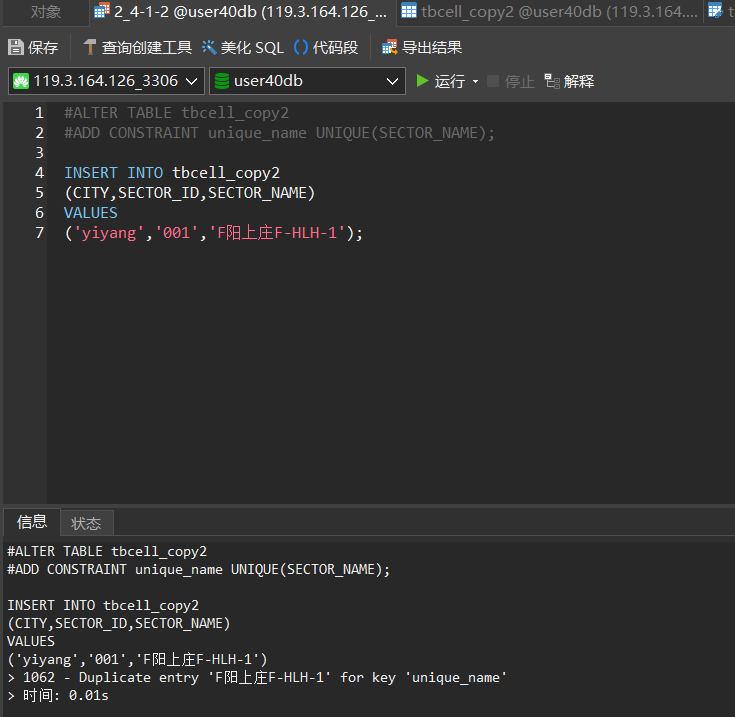 对象 2_4-1-2 @user40db (119.3.164.126_... tbcell_copy2 @user40db (119.3.164....
保存 查询创建工具 美化 SQL () 代码段 导出结果
119.3.164.126_3306 user40db 运行 停止 解释
1 #ALTER TABLE tbcell_copy2
2 #ADD CONSTRAINT unique_name UNIQUE(SECTOR_NAME);
3
4 INSERT INTO tbcell_copy2
5 (CITY,SECTOR_ID,SECTOR_NAME)
6 VALUES
7 ('yiyang','001','F阳上庄F-HLH-1');
信息 状态
#ALTER TABLE tbcell_copy2
#ADD CONSTRAINT unique_name UNIQUE(SECTOR_NAME);
INSERT INTO tbcell_copy2
(CITY,SECTOR_ID,SECTOR_NAME)
VALUES
('yiyang','001','F阳上庄F-HLH-1')
> 1062 - Duplicate entry 'F阳上庄F-HLH-1' for key 'unique_name'
> 时间: 0.01s